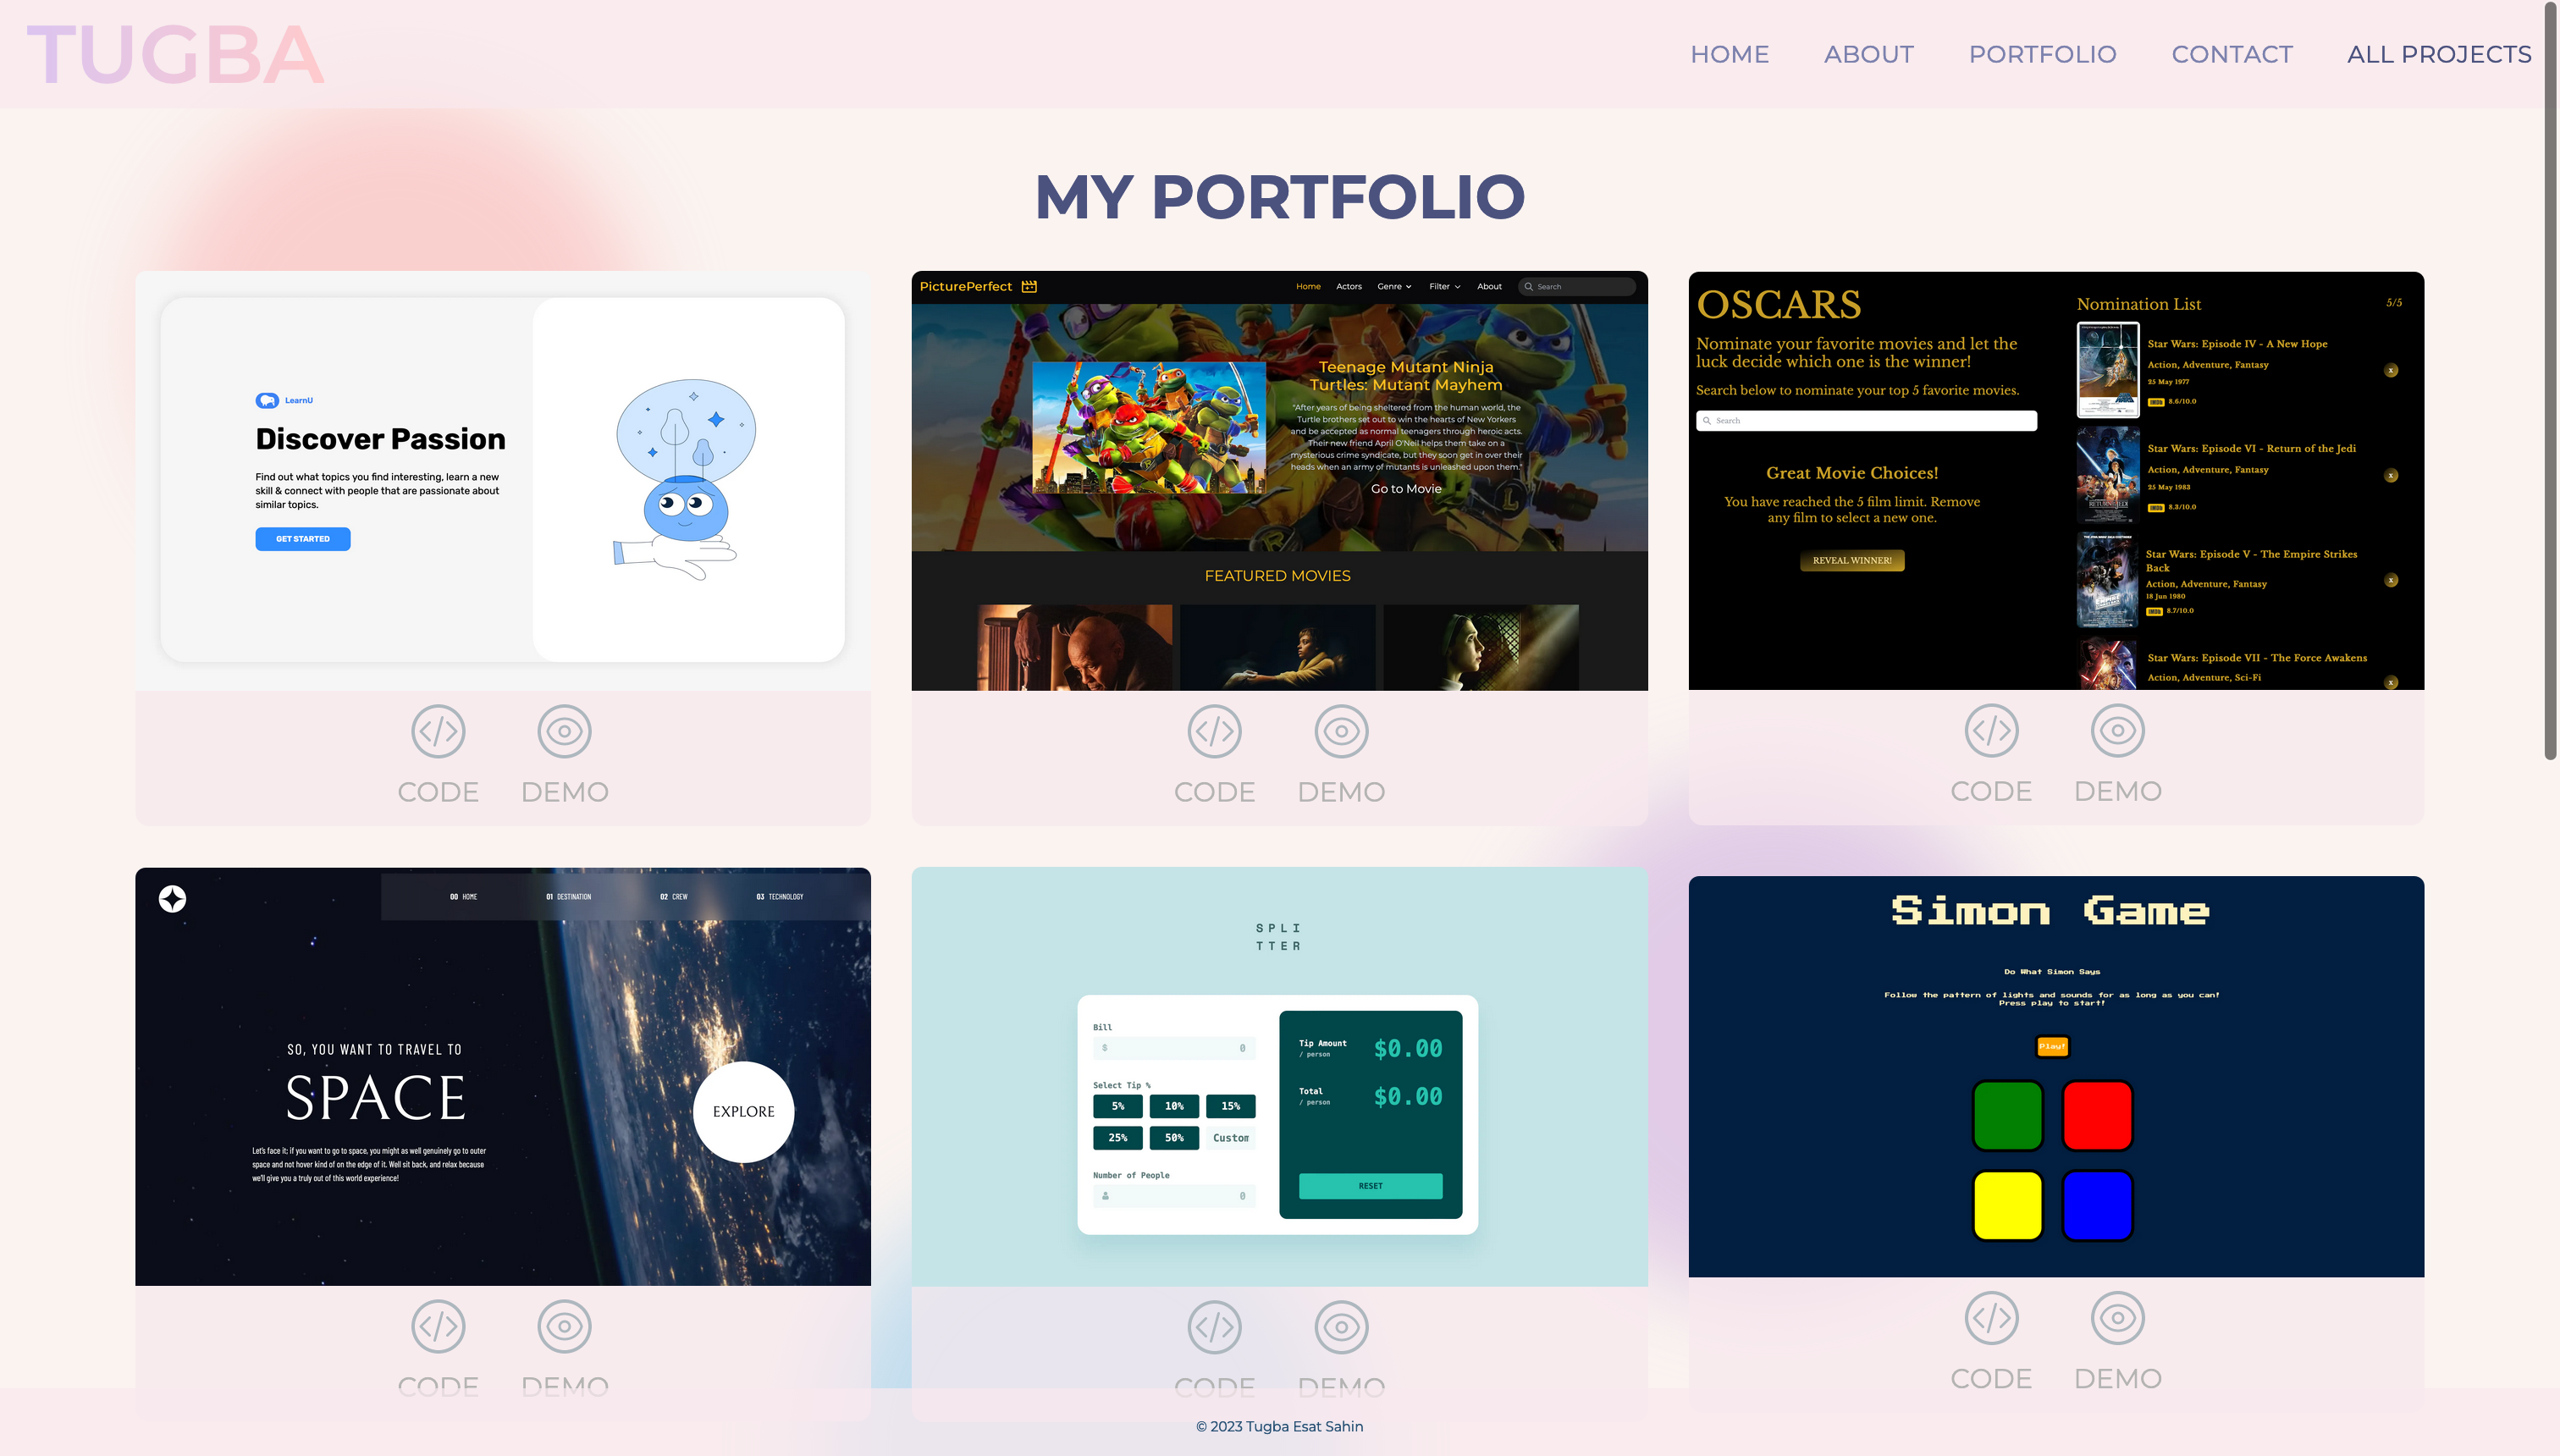 TUGBA
HOME
ABOUT
PORTFOLIO
CONTACT
ALL PROJECTS
MY PORTFOLIO
LearnU
Discover Passion
Find out what topics you find interesting, learn a new
skill & connect with people that are passionate about
similar topics.
GET STARTED
CODE
DEMO
PicturePerfect
Home
Actors
Genre
Filter
About
Search
Teenage Mutant Ninja
Turtles: Mutant Mayhem
"After years of being sheltered from the human world, the
Turtle brothers set out to win the hearts of New Yorkers
and be accepted as normal teenagers through heroic acts.
Their new friend April O'Neil helps them take on a
mysterious crime syndicate, but they soon get in over their
heads when an army of mutants is unleashed upon them."
Go to Movie
FEATURED MOVIES
CODE
DEMO
OSCARS
Nominate your favorite movies and let the
luck decide which one is the winner!
Search below to nominate your top 5 favorite movies.
Search
Great Movie Choices!
You have reached the 5 film limit. Remove
any film to select a new one.
REVEAL WINNER!
Nomination List
5/5
Star Wars: Episode IV - A New Hope
Action, Adventure, Fantasy
25 May 1977
IMDb 8.6/10.0
x
Star Wars: Episode VI - Return of the Jedi
Action, Adventure, Fantasy
25 May 1983
IMDb 8.3/10.0
x
Star Wars: Episode V - The Empire Strikes
Back
Action, Adventure, Fantasy
18 Jun 1980
IMDb 8.7/10.0
x
Star Wars: Episode VII - The Force Awakens
Action, Adventure, Sci-Fi
x
CODE
DEMO
00 HOME
01 DESTINATION
02 CREW
03 TECHNOLOGY
SO, YOU WANT TO TRAVEL TO
SPACE
Let's face it; if you want to go to space, you might as well genuinely go to outer
space and not hover kind of on the edge of it. Well sit back, and relax because
we'll give you a truly out of this world experience!
EXPLORE
CODE
DEMO
SPLI
TTER
Bill
$
0
Select Tip %
5%
10%
15%
25%
50%
Custom
Number of People
0
Tip Amount
/ person
$0.00
Total
/ person
$0.00
RESET
CODE
DEMO
Simon Game
Do What Simon Says
Follow the pattern of lights and sounds for as long as you can!
Press play to start!
Play!
CODE
DEMO
© 2023 Tugba Esat Sahin